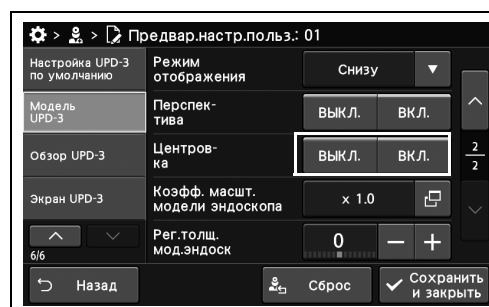 > > Предвар.настр.польз.: 01
Настройка UPD-3
по умолчанию
Режим
отображения
Снизу
Модель
UPD-3
Перспек-
тива
ВЫКЛ. ВКЛ.
Обзор UPD-3
Центров-
ка
ВЫКЛ. ВКЛ.
2
2
Экран UPD-3
Коэфф. масшт.
модели эндоскопа
x 1.0
6/6
Рег.толщ.
мод.эндоск
0 − +
Назад
Сброс
Сохранить
и закрыть